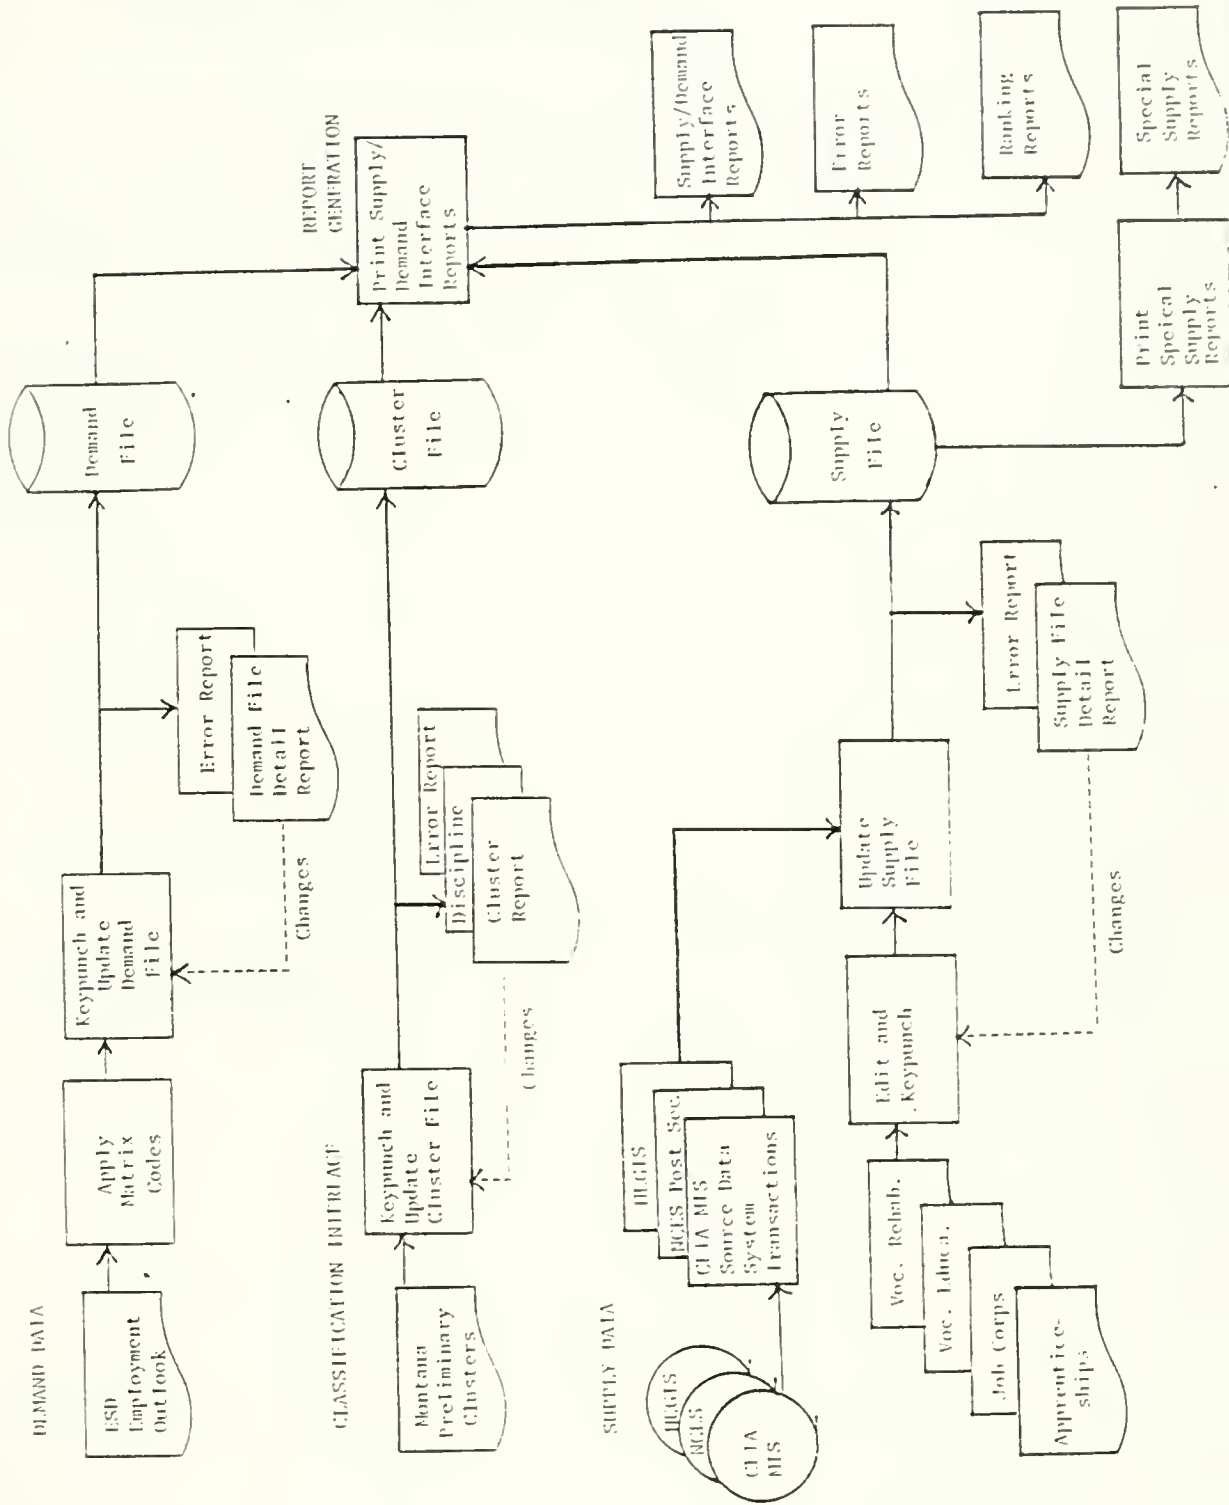 DEMAND DATA
ESD
Employment
Outlook
Apply
Matrix
Codes
Keypunch and
Update
Demand
File
Error Report
Demand File
Detail
Report
Changes
Demand
File
CLASSIFICATION INTERFACE
Montana
Preliminary
Clusters
Keypunch and
Update
Cluster File
Error Report
Discipline
Cluster
Report
Changes
Cluster
File
REPORT
GENERATION
Print Supply/
Demand
Interface
Reports
SUPPLY DATA
HEGIS
NCES
CETA
MIS
HEGIS
NCES Post Sec.
CETA MIS
Source Data
System
Transactions
Voc. Rehab.
Voc. Educa.
Job Corps
Apprentice-
ships
Edit and
Keypunch
Update
Supply
File
Error Report
Supply File
Detail
Report
Changes
Supply
File
Supply/Demand
Interface
Reports
Error
Reports
Ranking
Reports
Print
Speical
Supply
Reports
Special
Supply
Reports